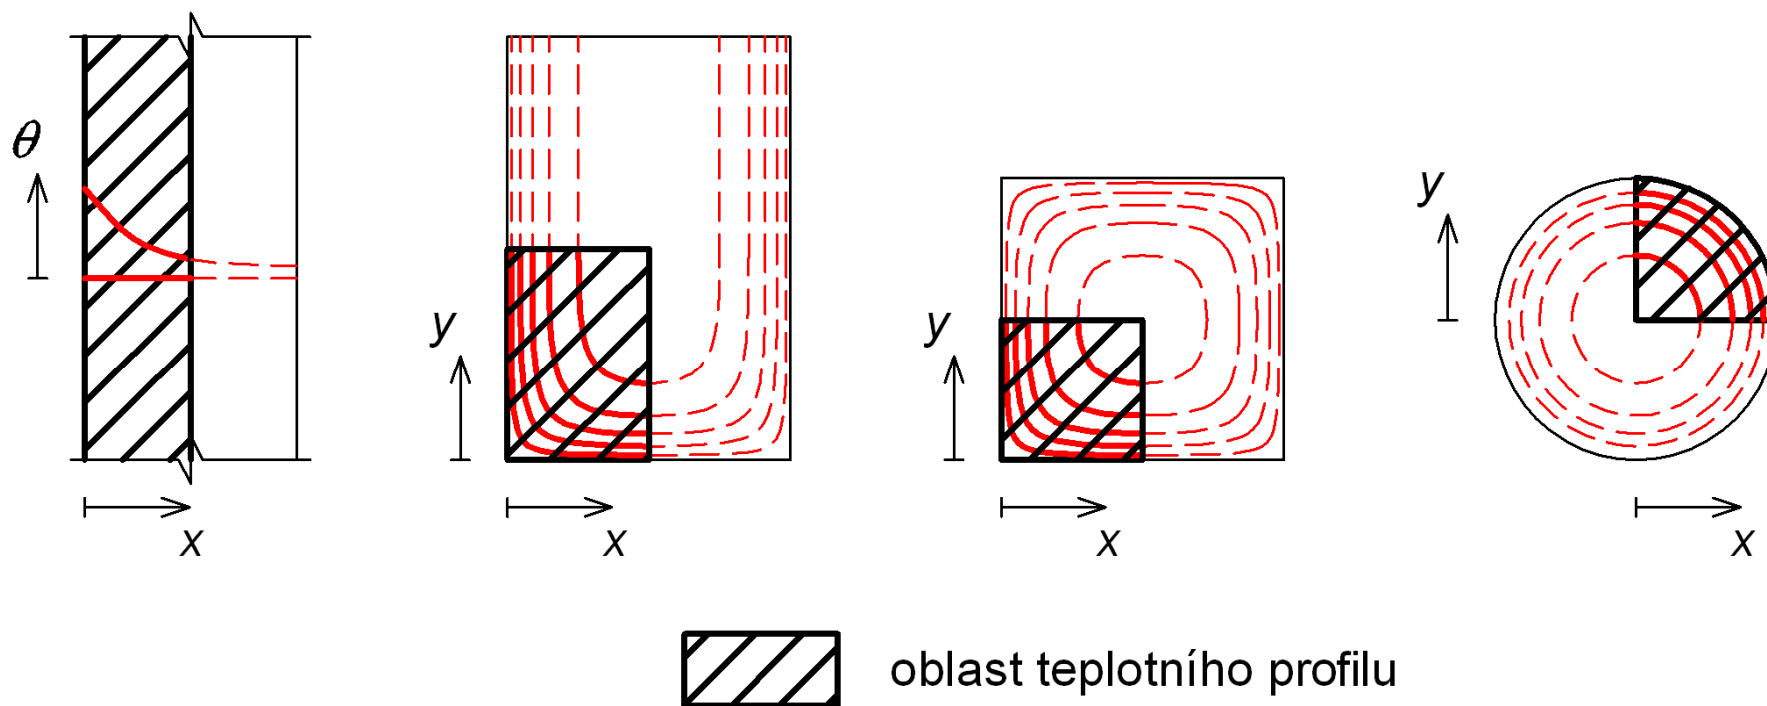 θ
x
y
x
y
x
y
x
oblast teplotního profilu